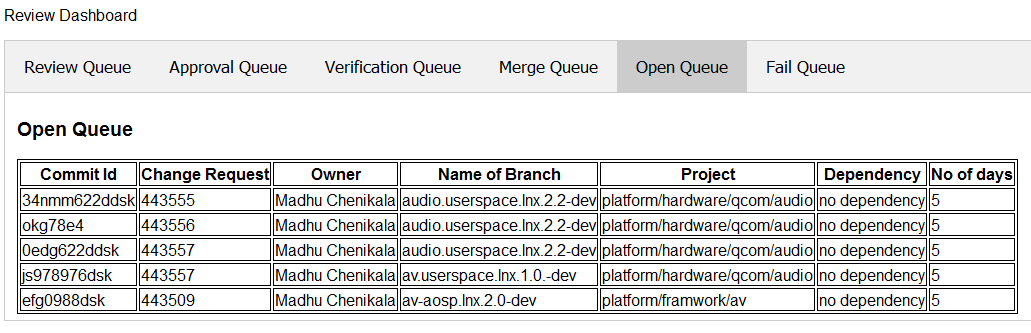 Review Dashboard
Review Queue Approval Queue Verification Queue Merge Queue Open Queue Fail Queue
Open Queue
Commit Id Change Request Owner Name of Branch Project Dependency No of days
34nmm622ddsk 443555 Madhu Chenikala audio.userspace.lnx.2.2-dev platform/hardware/qcom/audio no dependency 5
okg78e4 443556 Madhu Chenikala audio.userspace.lnx.2.2-dev platform/hardware/qcom/audio no dependency 5
0edg622ddsk 443557 Madhu Chenikala audio.userspace.lnx.2.2-dev platform/hardware/qcom/audio no dependency 5
js978976dsk 443557 Madhu Chenikala av.userspace.lnx.1.0.-dev platform/hardware/qcom/audio no dependency 5
efg0988dsk 443509 Madhu Chenikala av-aosp.lnx.2.0-dev platform/framwork/av no dependency 5